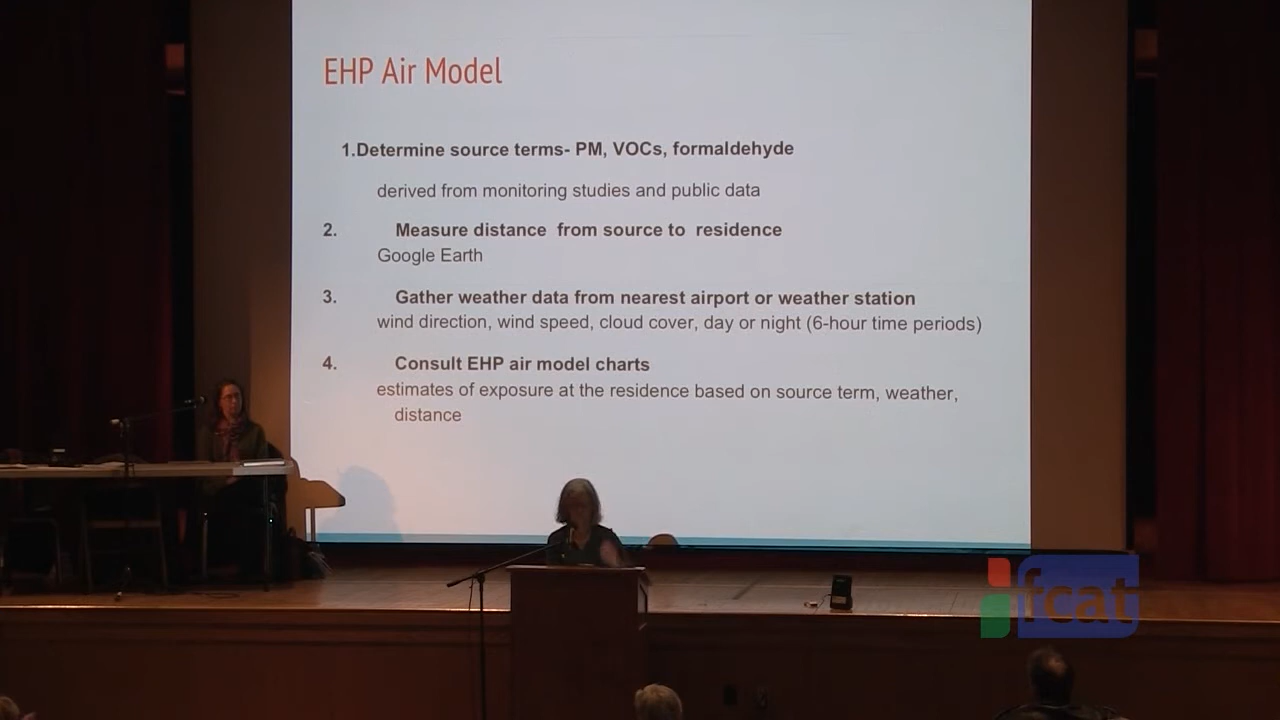 EHP Air Model
1.Determine source terms- PM, VOCs, formaldehyde
derived from monitoring studies and public data
2. Measure distance from source to residence
Google Earth
3. Gather weather data from nearest airport or weather station
wind direction, wind speed, cloud cover, day or night (6-hour time periods)
4. Consult EHP air model charts
estimates of exposure at the residence based on source term, weather,
distance
fcat